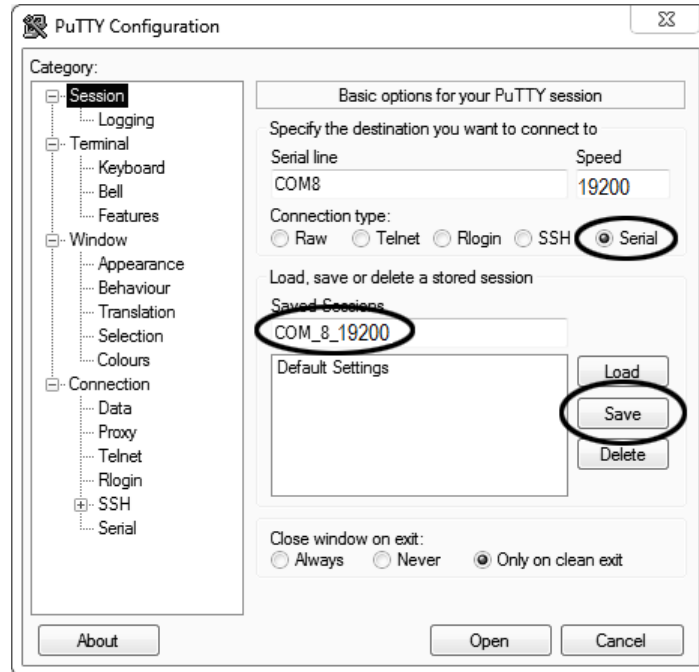 PuTTY Configuration
Category:
Session
Logging
Terminal
Keyboard
Bell
Features
Window
Appearance
Behaviour
Translation
Selection
Colours
Connection
Data
Proxy
Telnet
Rlogin
SSH
Serial
Basic options for your PuTTY session
Specify the destination you want to connect to
Serial line Speed
COM8 19200
Connection type:
Raw Telnet Rlogin SSH Serial
Load, save or delete a stored session
Saved Sessions
COM_8_19200
Default Settings
Load
Save
Delete
Close window on exit:
Always Never Only on clean exit
About Open Cancel